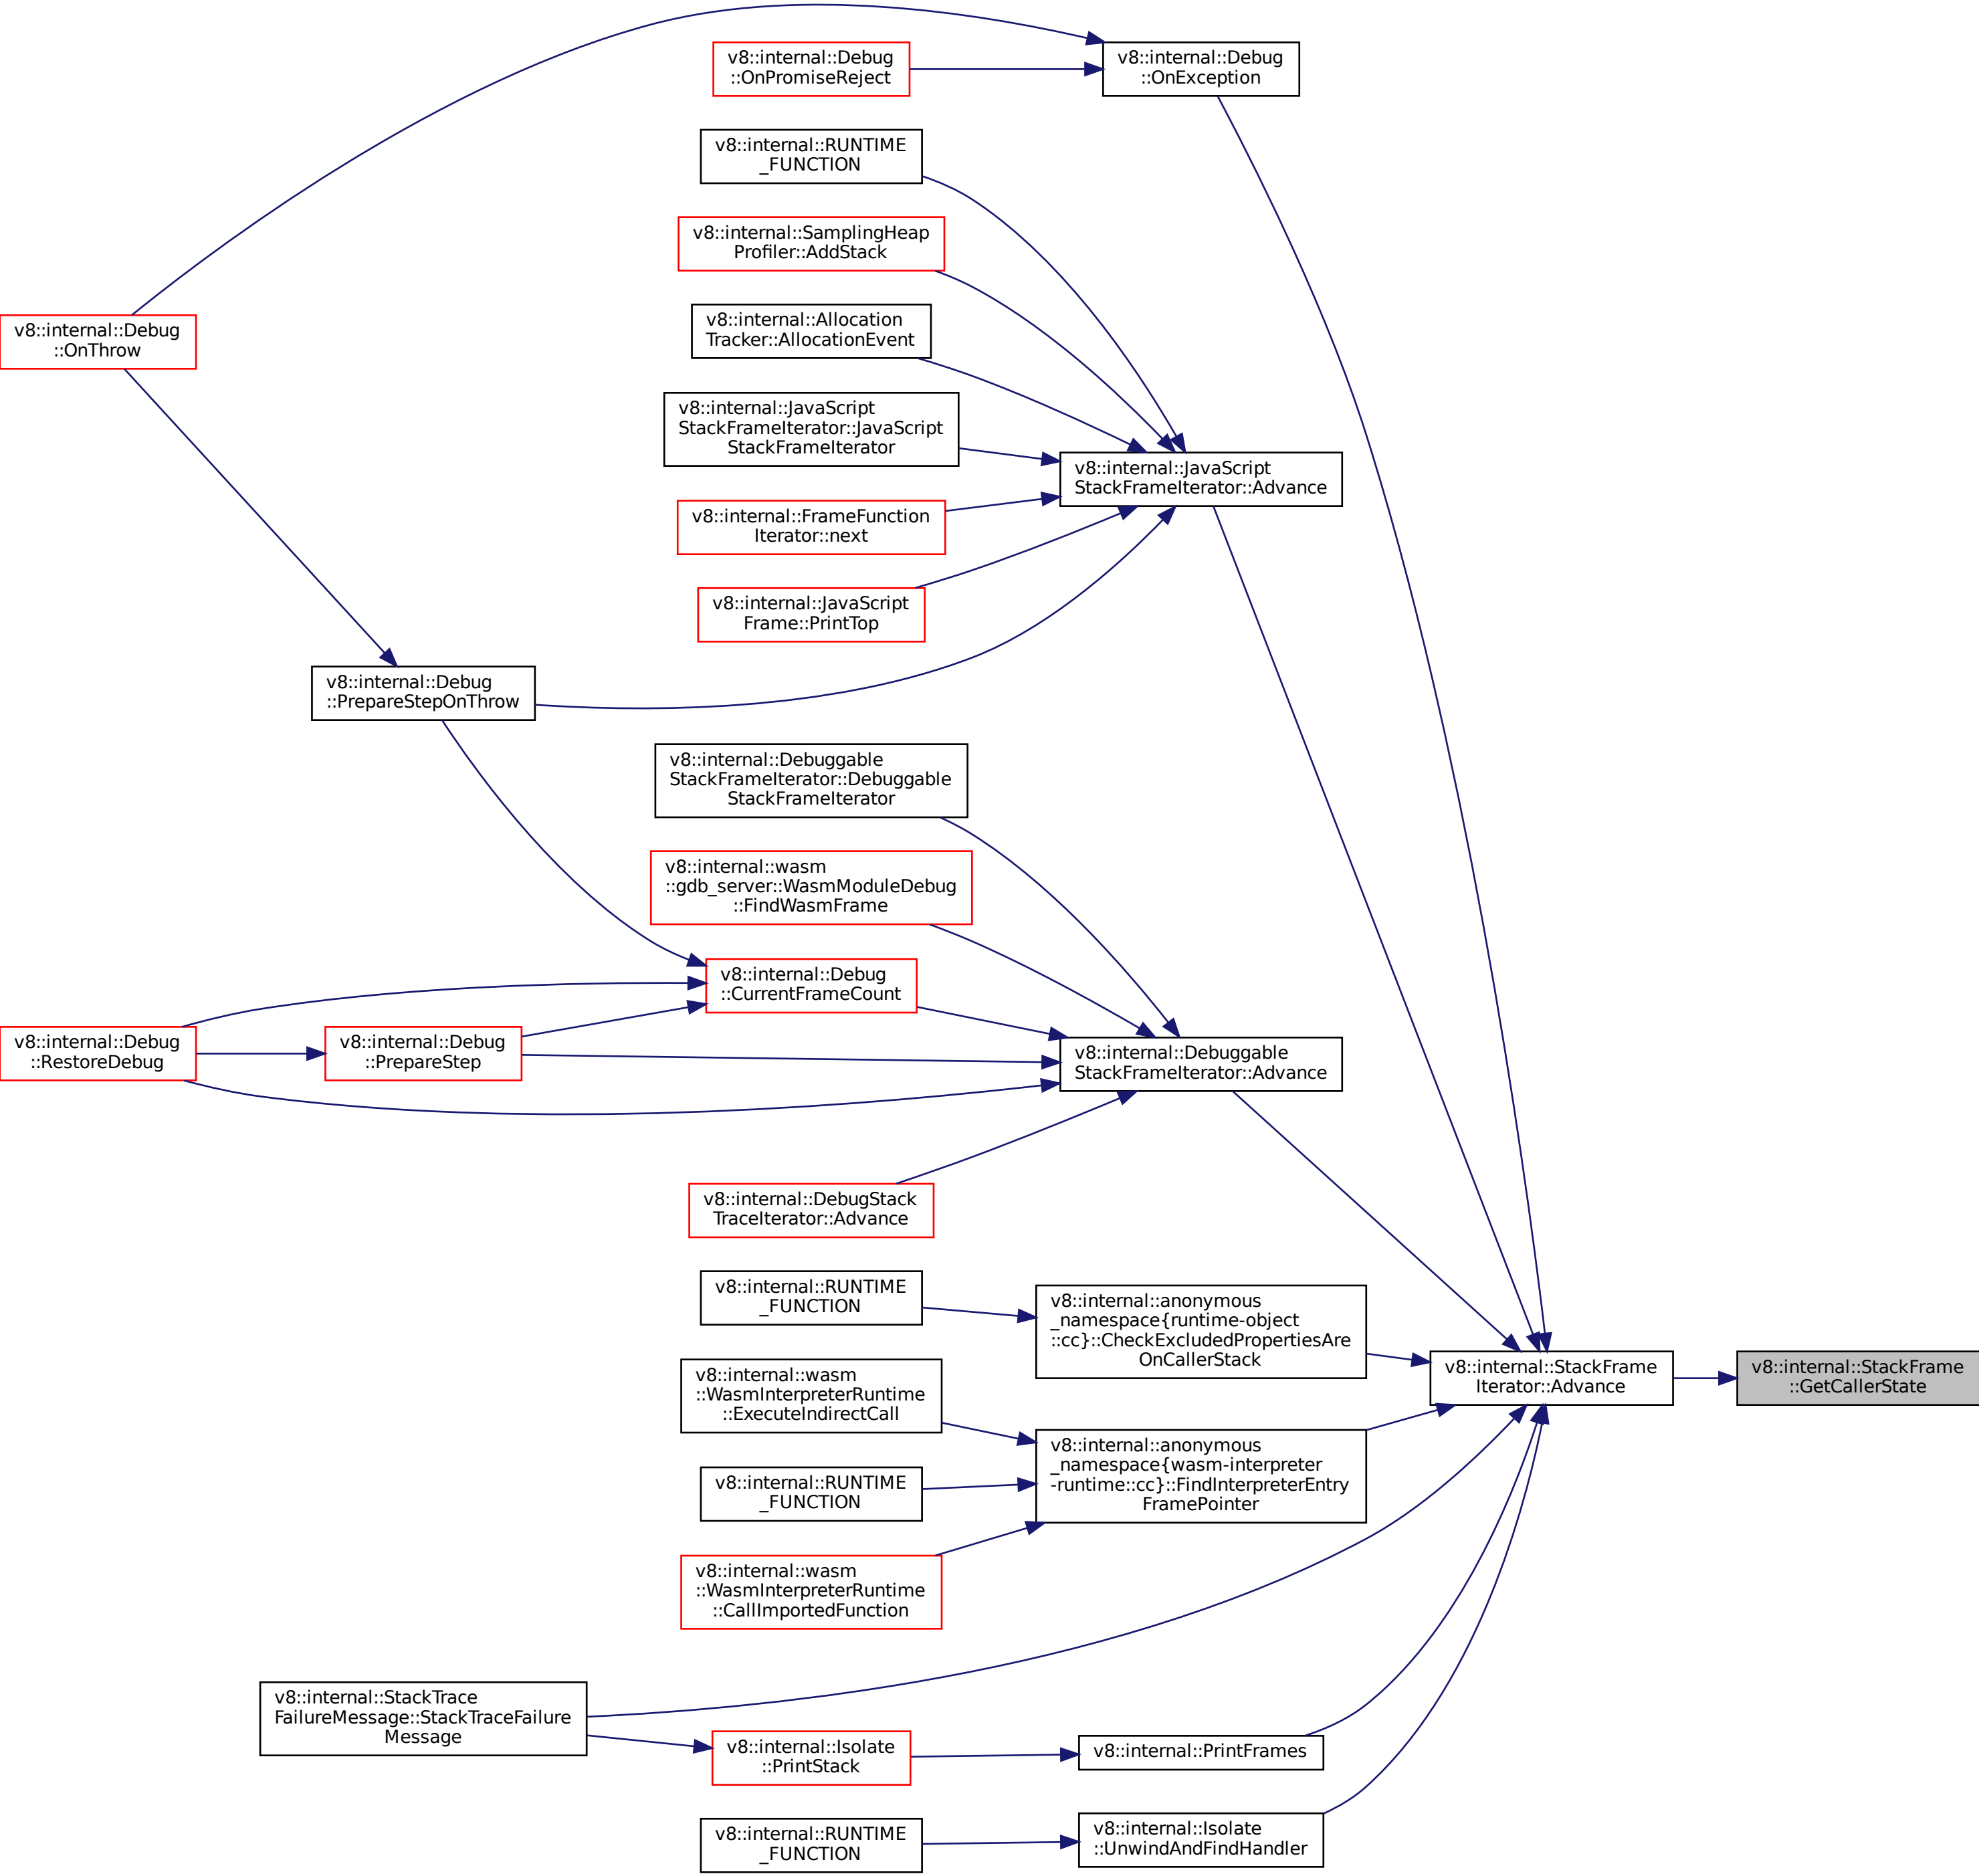 v8::internal::Debug
::OnException
v8::internal::Debug
::OnPromiseReject
v8::internal::RUNTIME
_FUNCTION
v8::internal::SamplingHeap
Profiler::AddStack
v8::internal::Allocation
Tracker::AllocationEvent
v8::internal::Debug
::OnThrow
v8::internal::JavaScript
StackFrameIterator::JavaScript
StackFrameIterator
v8::internal::JavaScript
StackFrameIterator::Advance
v8::internal::FrameFunction
Iterator::next
v8::internal::JavaScript
Frame::PrintTop
v8::internal::Debug
::PrepareStepOnThrow
v8::internal::Debuggable
StackFrameIterator::Debuggable
StackFrameIterator
v8::internal::wasm
::gdb_server::WasmModuleDebug
::FindWasmFrame
v8::internal::Debug
::CurrentFrameCount
v8::internal::Debug
::RestoreDebug
v8::internal::Debug
::PrepareStep
v8::internal::Debuggable
StackFrameIterator::Advance
v8::internal::DebugStack
TraceIterator::Advance
v8::internal::RUNTIME
_FUNCTION
v8::internal::anonymous
_namespace{runtime-object
::cc}::CheckExcludedPropertiesAre
OnCallerStack
v8::internal::StackFrame
Iterator::Advance
v8::internal::StackFrame
::GetCallerState
v8::internal::wasm
::WasmInterpreterRuntime
::ExecuteIndirectCall
v8::internal::anonymous
_namespace{wasm-interpreter
-runtime::cc}::FindInterpreterEntry
FramePointer
v8::internal::RUNTIME
_FUNCTION
v8::internal::wasm
::WasmInterpreterRuntime
::CallImportedFunction
v8::internal::StackTrace
FailureMessage::StackTraceFailure
Message
v8::internal::Isolate
::PrintStack
v8::internal::PrintFrames
v8::internal::RUNTIME
_FUNCTION
v8::internal::Isolate
::UnwindAndFindHandler